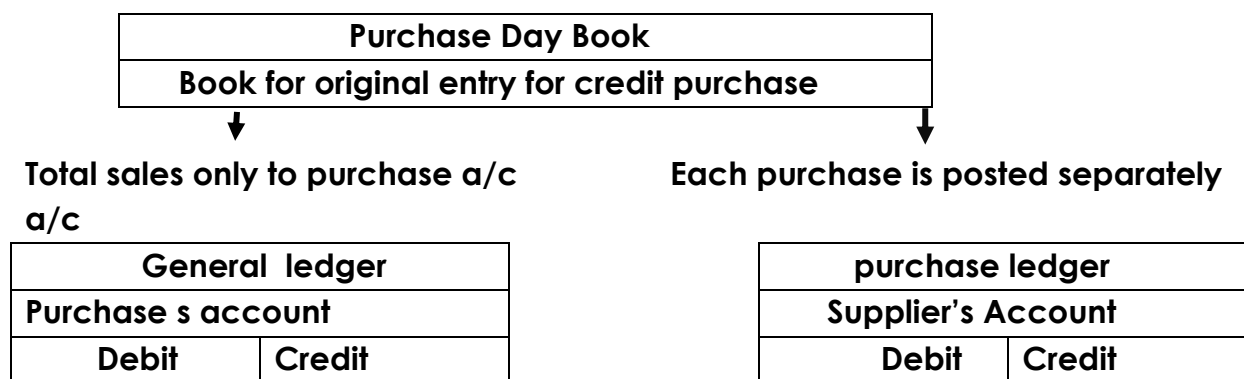 Purchase Day Book
Book for original entry for credit purchase
Total sales only to purchase a/c
a/c
Each purchase is posted separately
General ledger
Purchase s account
Debit Credit
purchase ledger
Supplier’s Account
Debit Credit